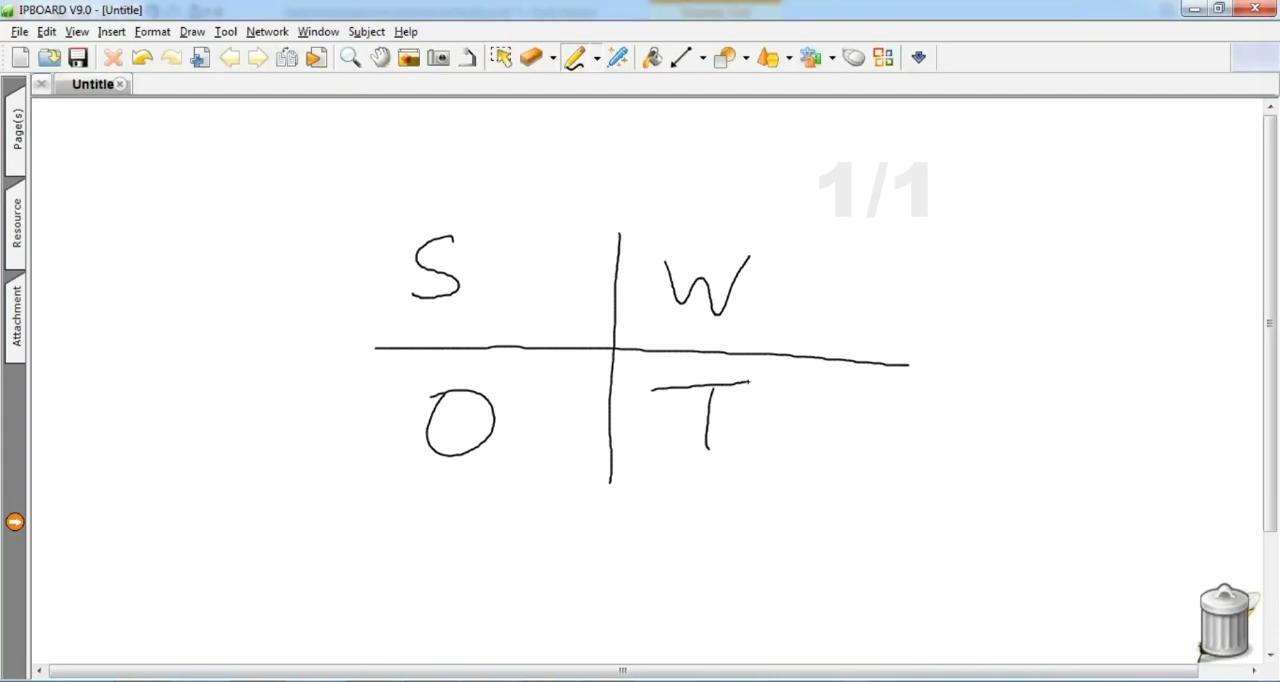 IPBOARD V9.0 - [Untitled]
File Edit View Insert Format Draw Tool Network Window Subject Help
Untitle
Page(s)
Resource
Attachment
1/1
S W
O T